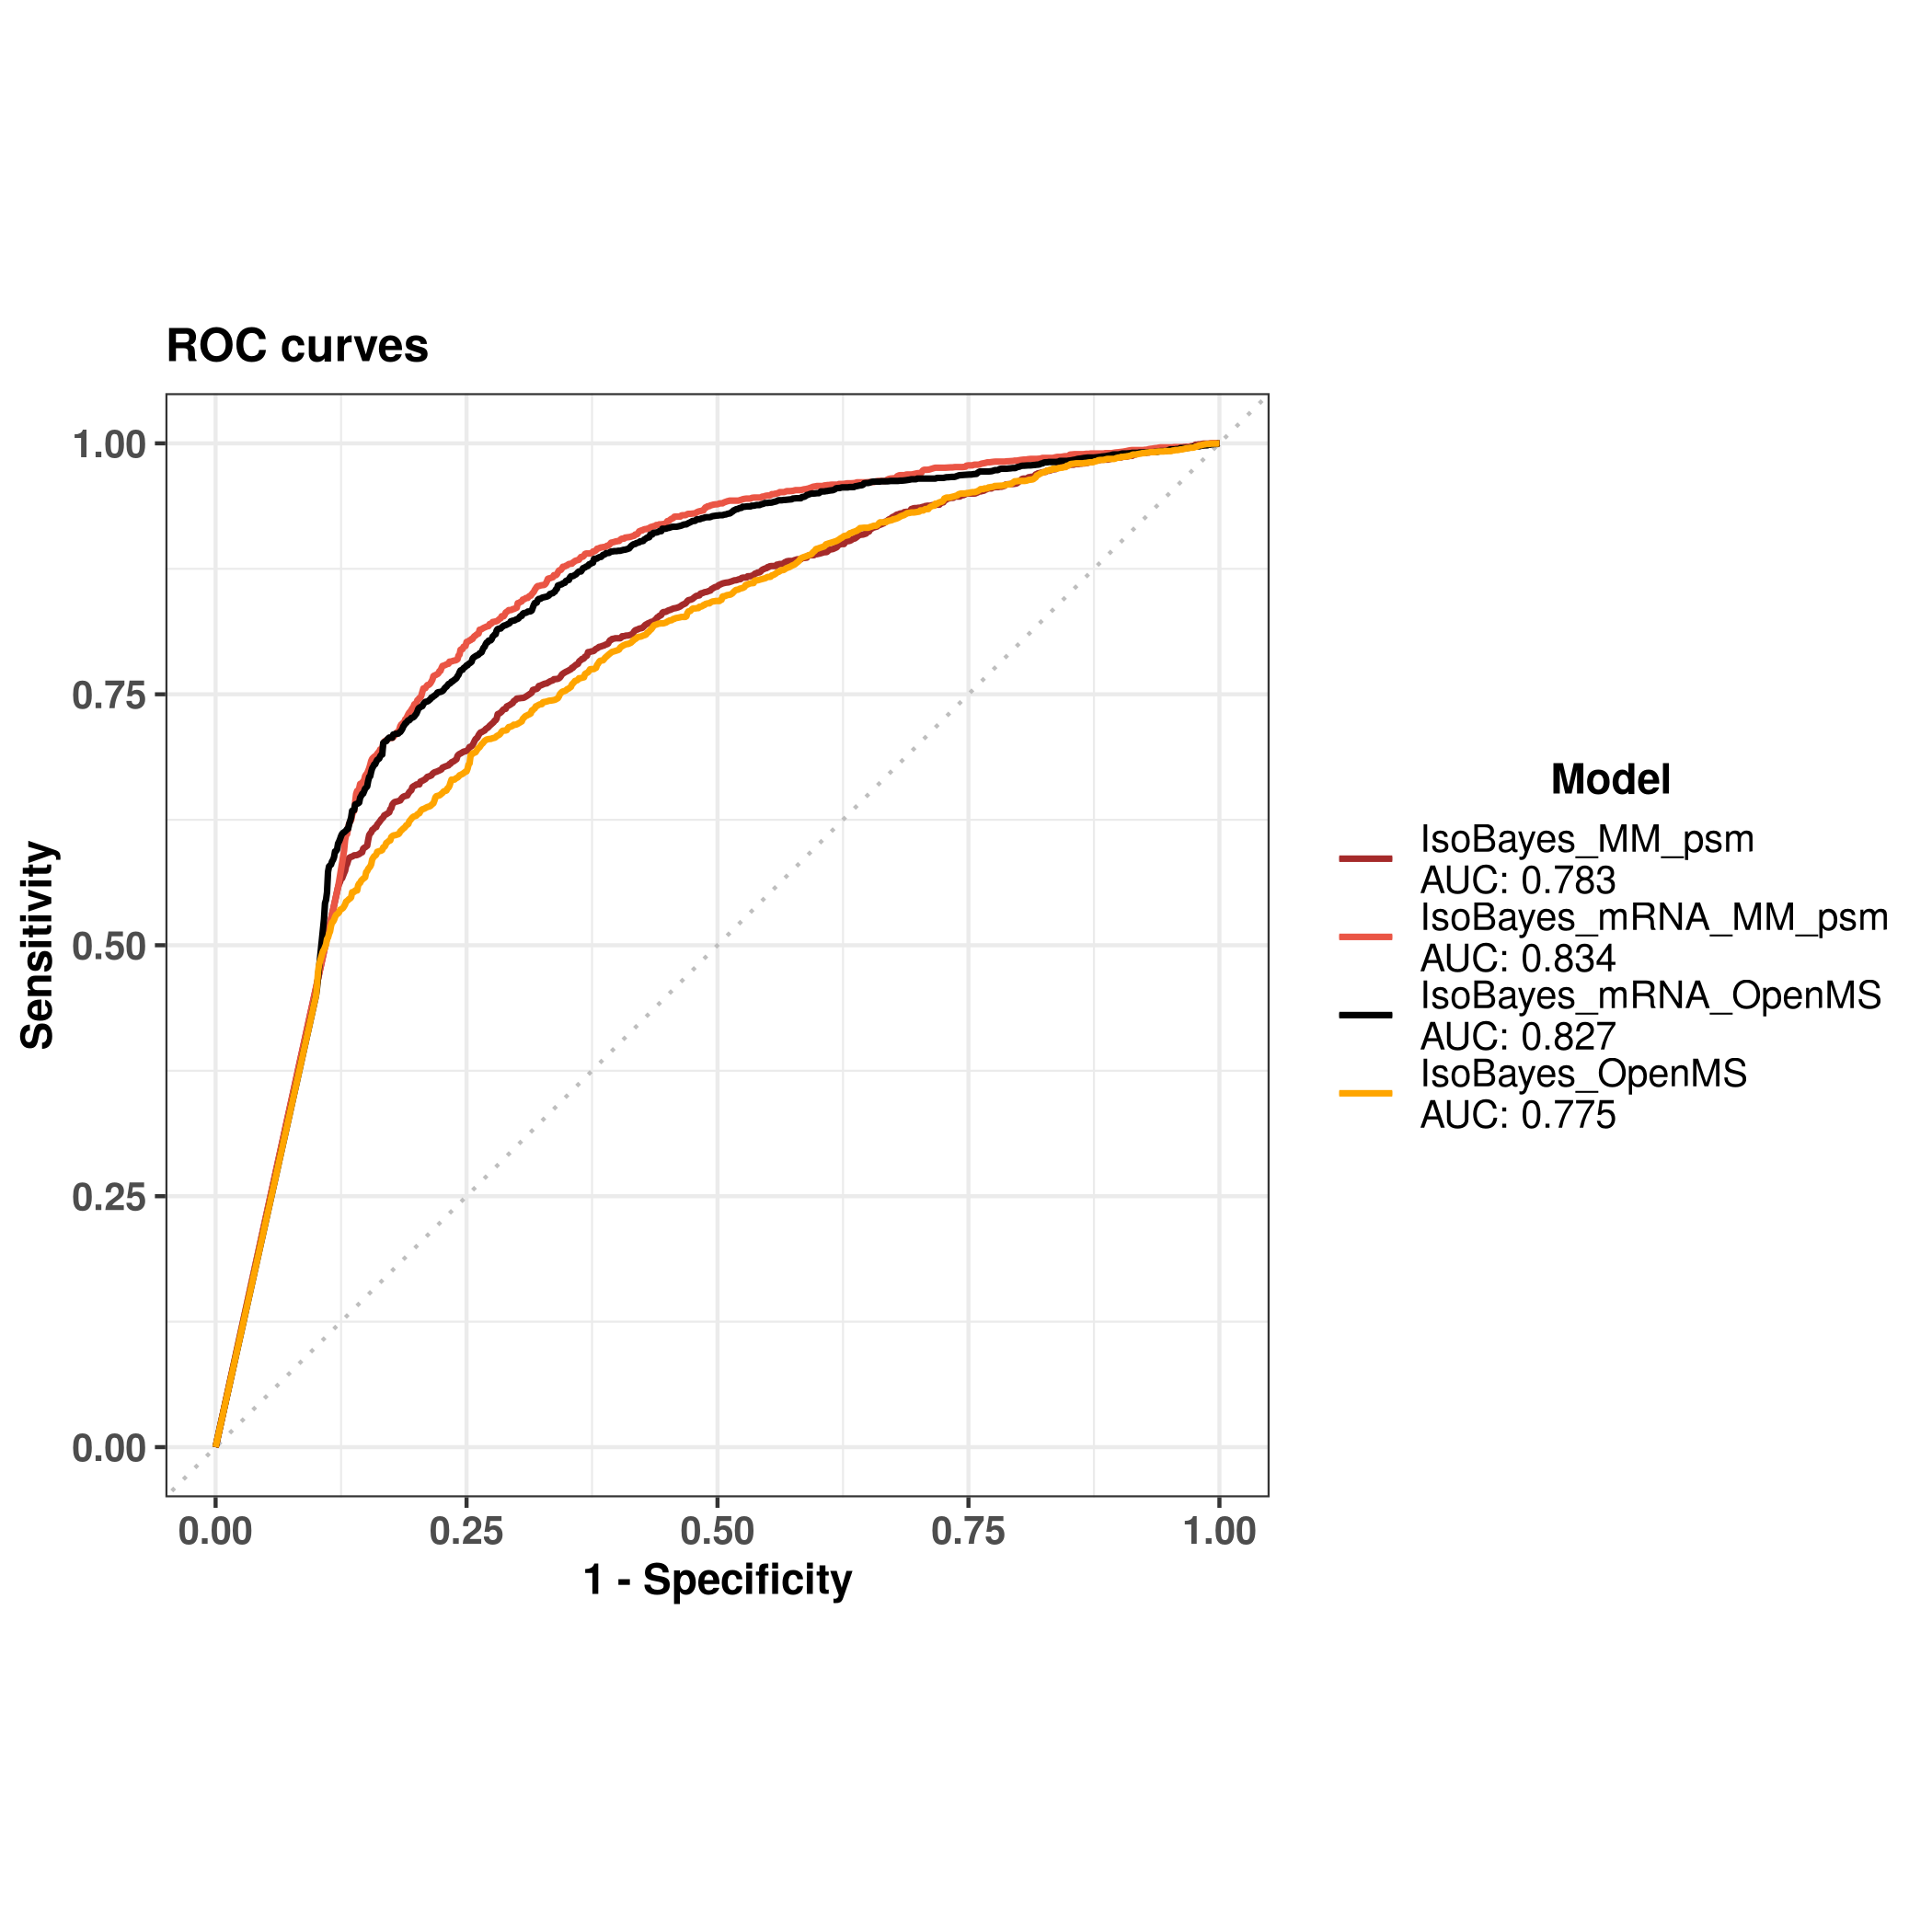 ROC curves
1.00
0.75
0.50
0.25
0.00
Sensitivity
0.00 0.25 0.50 0.75 1.00
1 - Specificity
Model
IsoBayes_MM_psm
AUC: 0.783
IsoBayes_mRNA_MM_psm
AUC: 0.834
IsoBayes_mRNA_OpenMS
AUC: 0.827
IsoBayes_OpenMS
AUC: 0.775